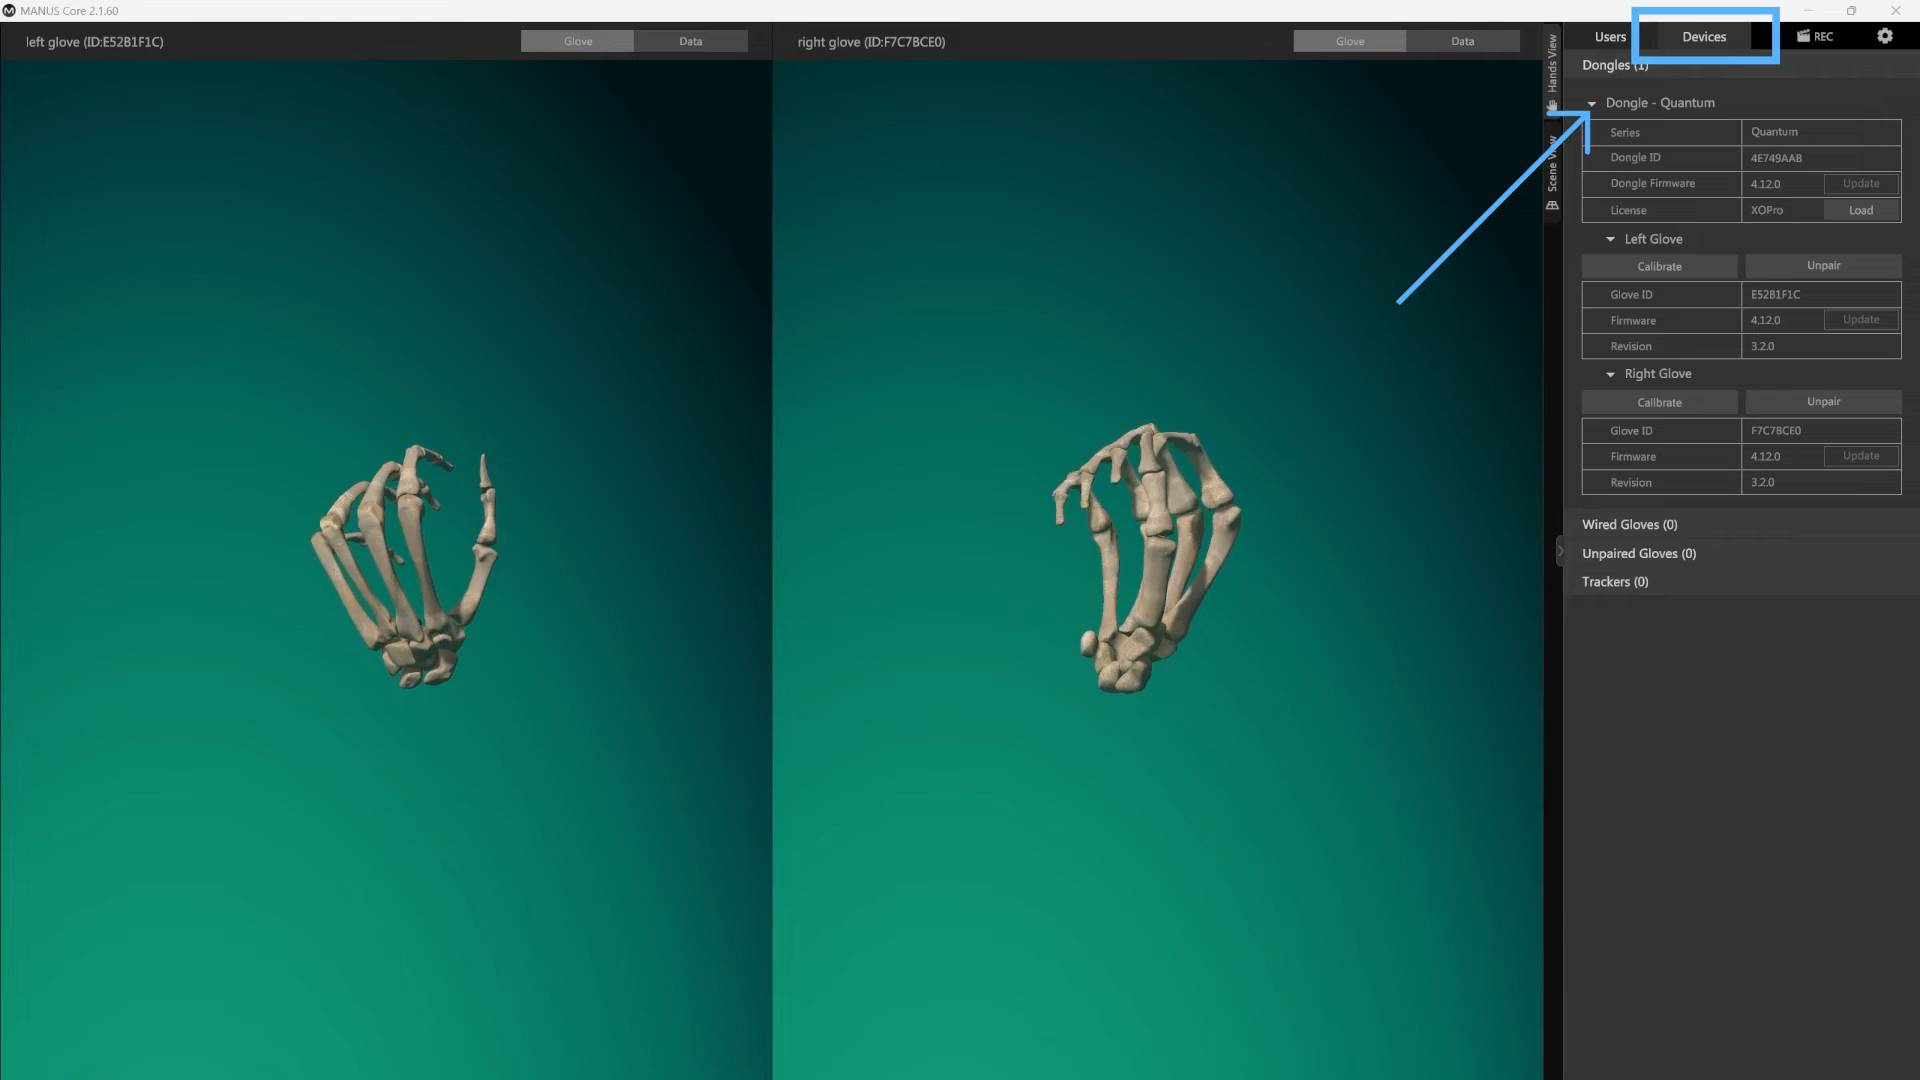 MANUS Core 2.1.60
left glove (ID:E52B1F1C)
Glove
Data
right glove (ID:F7C7BCE0)
Glove
Data
Hands View
Scene View
Users
Devices
REC
Dongles (1)
Dongle - Quantum
Series Quantum
Dongle ID 4E749AAB
Dongle Firmware 4.12.0 Update
License XOPro Load
Left Glove
Calibrate Unpair
Glove ID E52B1F1C
Firmware 4.12.0 Update
Revision 3.2.0
Right Glove
Calibrate Unpair
Glove ID F7C7BCE0
Firmware 4.12.0 Update
Revision 3.2.0
Wired Gloves (0)
Unpaired Gloves (0)
Trackers (0)